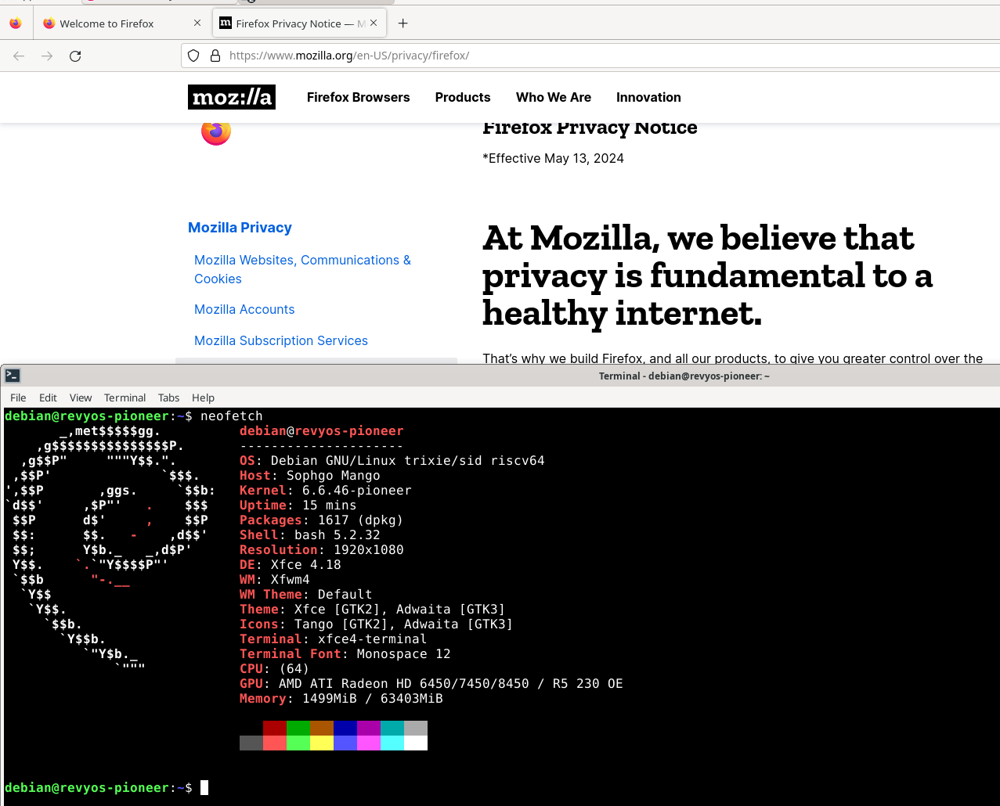 Welcome to Firefox
Firefox Privacy Notice — M
https://www.mozilla.org/en-US/privacy/firefox/
moz://a
Firefox Browsers Products Who We Are Innovation
Firefox Privacy Notice
*Effective May 13, 2024
Mozilla Privacy
Mozilla Websites, Communications &
Cookies
Mozilla Accounts
Mozilla Subscription Services
At Mozilla, we believe that
privacy is fundamental to a
healthy internet.
That’s why we build Firefox, and all our products, to give you greater control over the
Terminal - debian@revyos-pioneer: ~
File Edit View Terminal Tabs Help
debian@revyos-pioneer:~$ neofetch
       _,met$$$$$gg.          debian@revyos-pioneer
    ,g$$$$$$$$$$$$$$$P.       ---------------------
  ,g$$P"     """Y$$.".        OS: Debian GNU/Linux trixie/sid riscv64
 ,$$P'              `$$$.     Host: Sophgo Mango
',$$P       ,ggs.     `$$b:   Kernel: 6.6.46-pioneer
`d$$'     ,$P"'   .    $$$    Uptime: 15 mins
 $$P      d$'     ,    $$P    Packages: 1617 (dpkg)
 $$:      $$.   -    ,d$$'    Shell: bash 5.2.32
 $$;      Y$b._   _,d$P'      Resolution: 1920x1080
 Y$$.    `.`"Y$$$$P"'         DE: Xfce 4.18
 `$$b      "-.__              WM: Xfwm4
  `Y$$                        WM Theme: Default
   `Y$$.                      Theme: Xfce [GTK2], Adwaita [GTK3]
     `$$b.                    Icons: Tango [GTK2], Adwaita [GTK3]
       `Y$$b.                 Terminal: xfce4-terminal
          `"Y$b._             Terminal Font: Monospace 12
              `"""            CPU: (64)
GPU: AMD ATI Radeon HD 6450/7450/8450 / R5 230 OE
Memory: 1499MiB / 63403MiB
debian@revyos-pioneer:~$